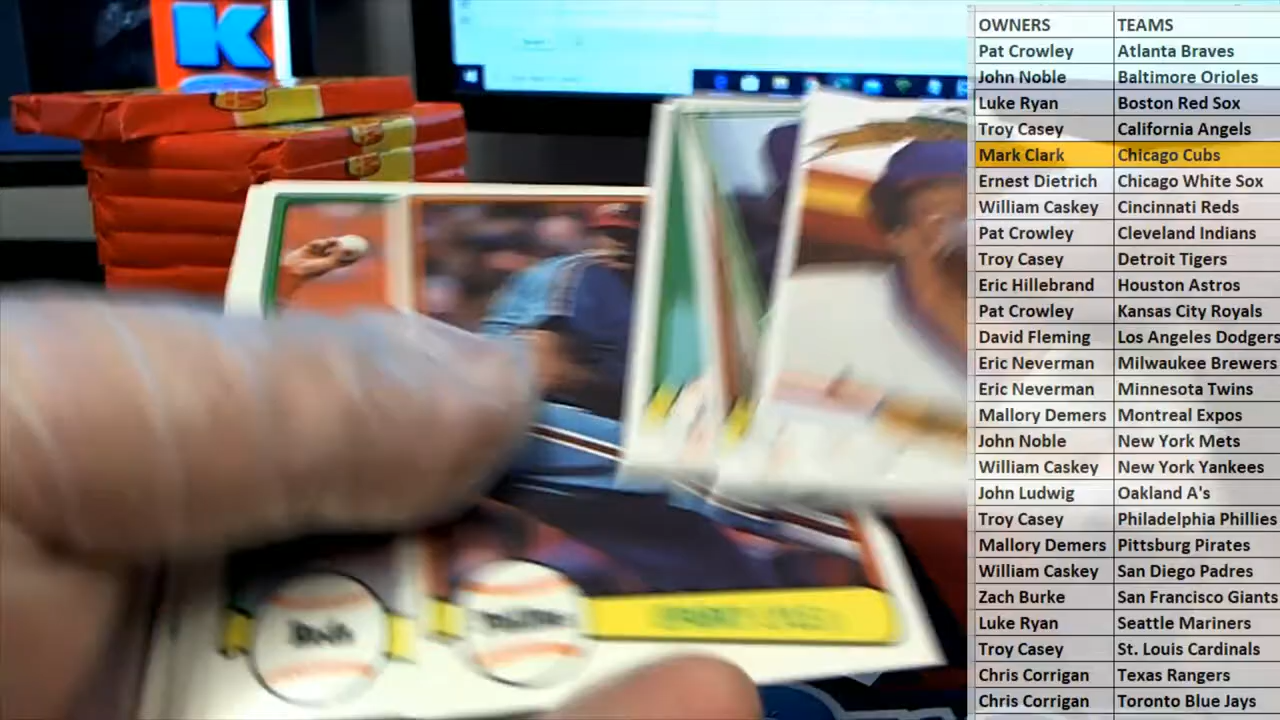 K
OWNERS TEAMS
Pat Crowley Atlanta Braves
John Noble Baltimore Orioles
Luke Ryan Boston Red Sox
Troy Casey California Angels
Mark Clark Chicago Cubs
Ernest Dietrich Chicago White Sox
William Caskey Cincinnati Reds
Pat Crowley Cleveland Indians
Troy Casey Detroit Tigers
Eric Hillebrand Houston Astros
Pat Crowley Kansas City Royals
David Fleming Los Angeles Dodgers
Eric Neverman Milwaukee Brewers
Eric Neverman Minnesota Twins
Mallory Demers Montreal Expos
John Noble New York Mets
William Caskey New York Yankees
John Ludwig Oakland A's
Troy Casey Philadelphia Phillies
Mallory Demers Pittsburg Pirates
William Caskey San Diego Padres
Zach Burke San Francisco Giants
Luke Ryan Seattle Mariners
Troy Casey St. Louis Cardinals
Chris Corrigan Texas Rangers
Chris Corrigan Toronto Blue Jays